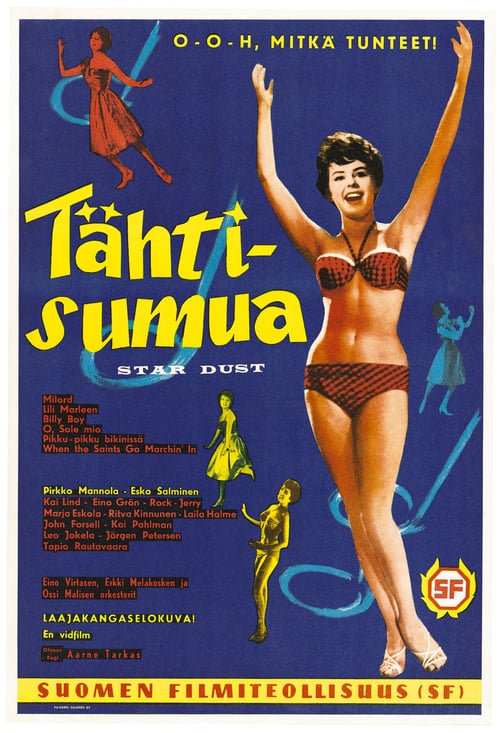 O-O-H, MITKÄ TUNTEET!
Tähti-
sumua
STAR DUST
Milord
Lili Marleen
Billy Boy
O, Sole mio
Pikku-pikku bikinissä
When the Saints Go Marchin' In
Pirkko Mannola - Esko Salminen
Kai Lind - Eino Grön - Rock-Jerry
Marja Eskola - Ritva Kinnunen - Laila Halme
John Forsell - Kai Pahlman
Leo Jokela - Jörgen Petersen
Tapio Rautavaara
Eino Virtasen, Erkki Melakosken ja
Ossi Malisen orkesterit
LAAJAKANGASELOKUVA!
En vidfilm
Ohjaus
- Regi
Aarne Tarkas
SF
SUOMEN FILMITEOLLISUUS (SF)